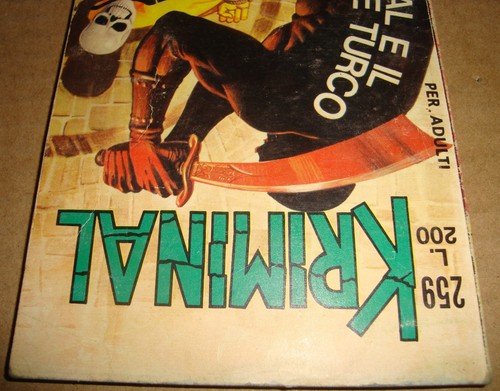 KRIMINAL
259
L. 200
PER. ADULTI
AL E IL
E TURCO